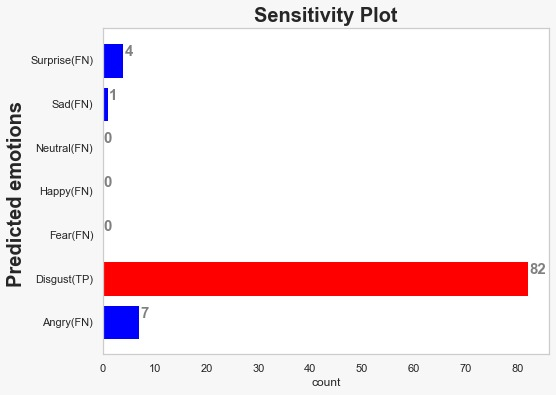 Sensitivity Plot
Predicted emotions
Surprise(FN) 4
Sad(FN) 1
Neutral(FN) 0
Happy(FN) 0
Fear(FN) 0
Disgust(TP) 82
Angry(FN) 7
0 10 20 30 40 50 60 70 80
count